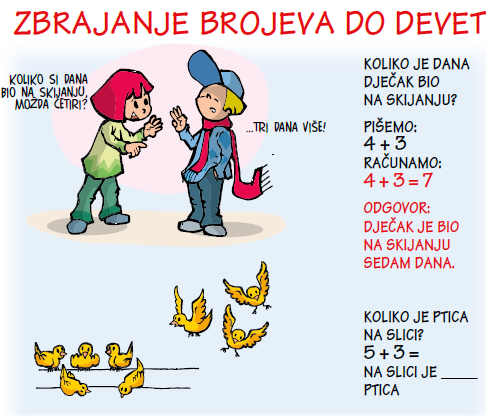 ZBRAJANJE BROJEVA DO DEVET
KOLIKO SI DANA
BIO NA SKIJANJU,
MOŽDA ČETIRI?
...TRI DANA VIŠE!
KOLIKO JE DANA
DJEČAK BIO
NA SKIJANJU?
PIŠEMO:
4 + 3
RAČUNAMO:
4 + 3 = 7
ODGOVOR:
DJEČAK JE BIO
NA SKIJANJU
SEDAM DANA.
KOLIKO JE PTICA
NA SLICI?
5 + 3 =
NA SLICI JE ____
PTICA